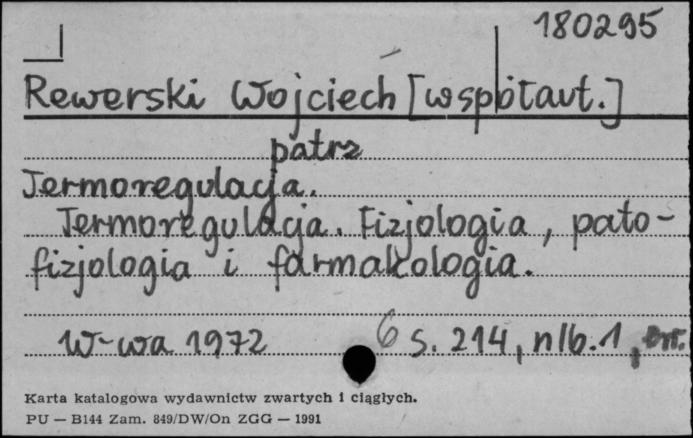 180295
Rewerski Wojciech [współaut.]
patrz
Termoregulacja.
Termoregulacja. Fizjologia, pato-
fizjologia i farmakologia.
W-wa 1972 6 s. 214, nlb. 1,
Karta katalogowa wydawnictw zwartych i ciągłych.
PU — B144 Zam. 849/DW/On ZGG — 1991